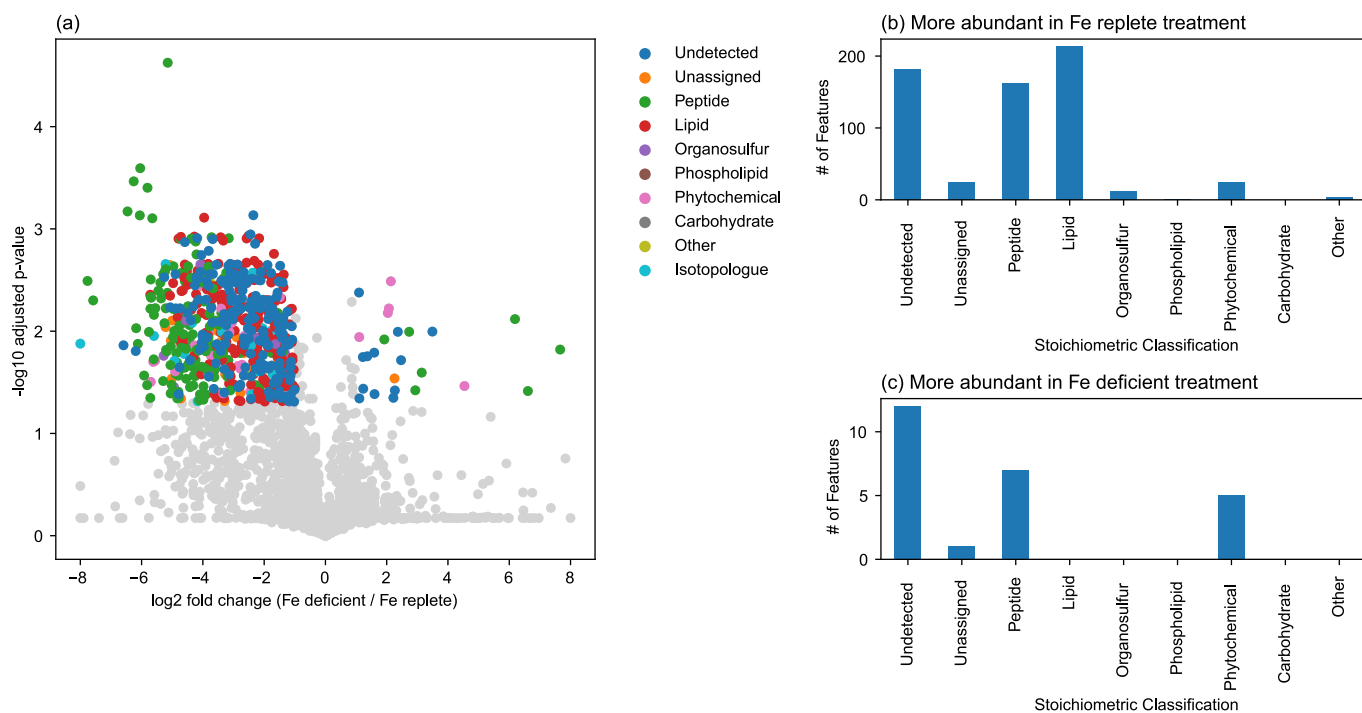 (a)
-log10 adjusted p-value
4
3
2
1
0
−8
−6
−4
−2
0
2
4
6
8
log2 fold change (Fe deficient / Fe replete)
Undetected
Unassigned
Peptide
Lipid
Organosulfur
Phospholipid
Phytochemical
Carbohydrate
Other
Isotopologue
(b) More abundant in Fe replete treatment
# of Features
200
100
0
Undetected
Unassigned
Peptide
Lipid
Organosulfur
Phospholipid
Phytochemical
Carbohydrate
Other
Stoichiometric Classification
(c) More abundant in Fe deficient treatment
# of Features
10
5
0
Undetected
Unassigned
Peptide
Lipid
Organosulfur
Phospholipid
Phytochemical
Carbohydrate
Other
Stoichiometric Classification